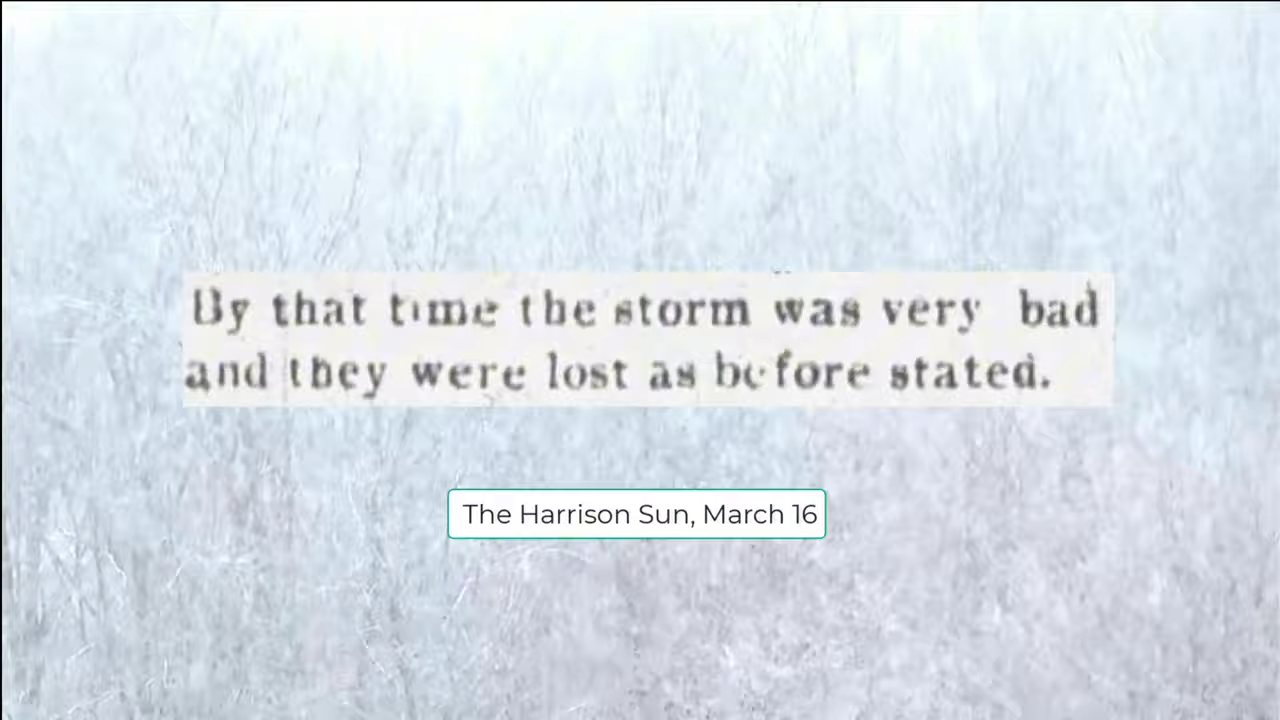 By that time the storm was very bad
and they were lost as before stated.
The Harrison Sun, March 16